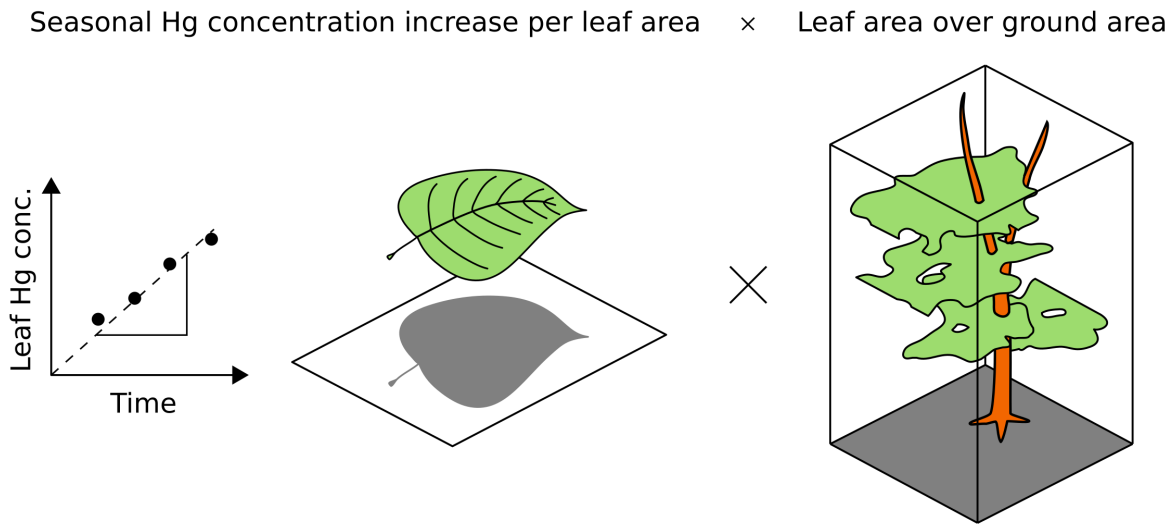 Seasonal Hg concentration increase per leaf area × Leaf area over ground area
Leaf Hg conc.
Time